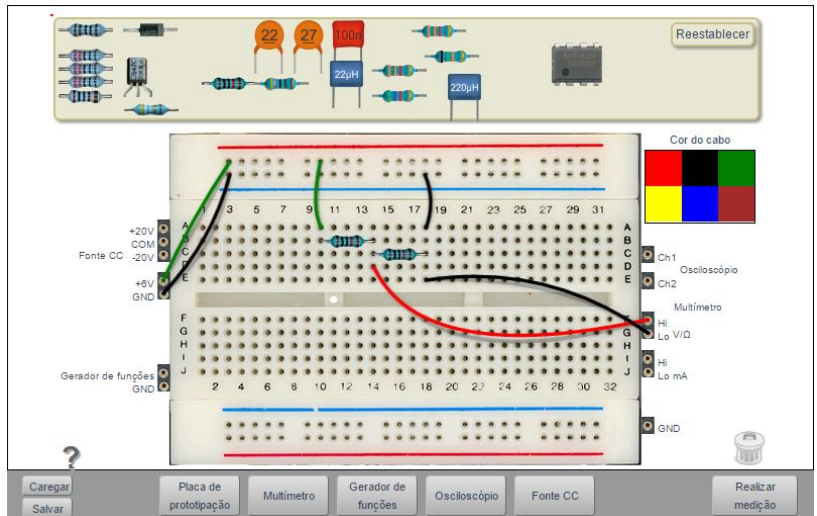 Reestablecer
22
27
100n
22µH
220µH
Cor do cabo
1 3 5 7 9 11 13 15 17 19 21 23 25 27 29 31
A
B
C
D
E
A
B
C
D
E
+20V
COM
Fonte CC -20V
+6V
GND
Ch1
Osciloscópio
Ch2
Multímetro
Hi
Lo V/Ω
Hi
Lo mA
F
G
H
I
J
F
G
H
I
J
Gerador de funções
GND
2 4 6 8 10 12 14 16 18 20 22 24 26 28 30 32
GND
?
Caregar
Salvar
Placa de
prototipação
Multímetro
Gerador de
funções
Osciloscópio
Fonte CC
Realizar
medição